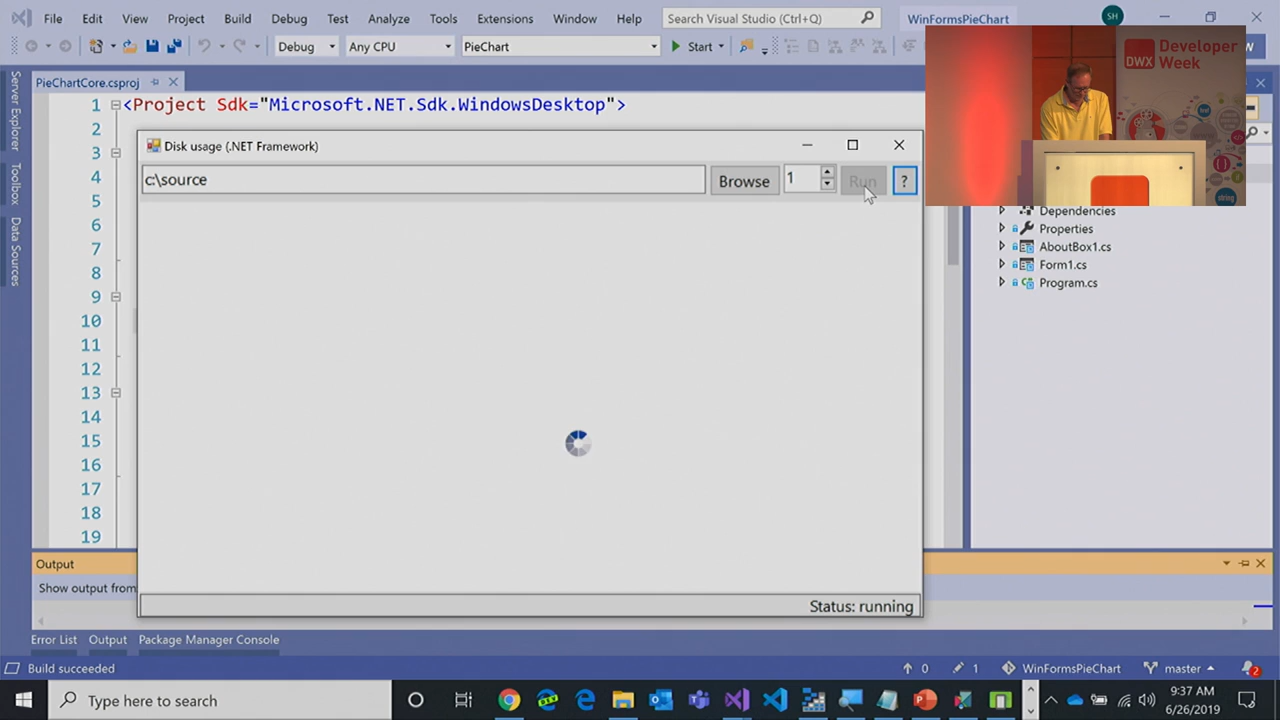 File Edit View Project Build Debug Test Analyze Tools Extensions Window Help Search Visual Studio (Ctrl+Q) WinFormsPieChart SH
Debug Any CPU PieChart Start
DWX Developer Week
PieChartCore.csproj
Server Explorer
Toolbox
Data Sources
1 <Project Sdk="Microsoft.NET.Sdk.WindowsDesktop">
2
3
4
5
6
7
8
9
10
11
12
13
14
15
16
17
18
19
Disk usage (.NET Framework)
c:\source Browse 1 Run ?
Status: running
Dependencies
Properties
AboutBox1.cs
Form1.cs
Program.cs
Output
Show output from
Error List Output Package Manager Console
Build succeeded 0 1 WinFormsPieChart master 2
Type here to search
9:37 AM
6/26/2019